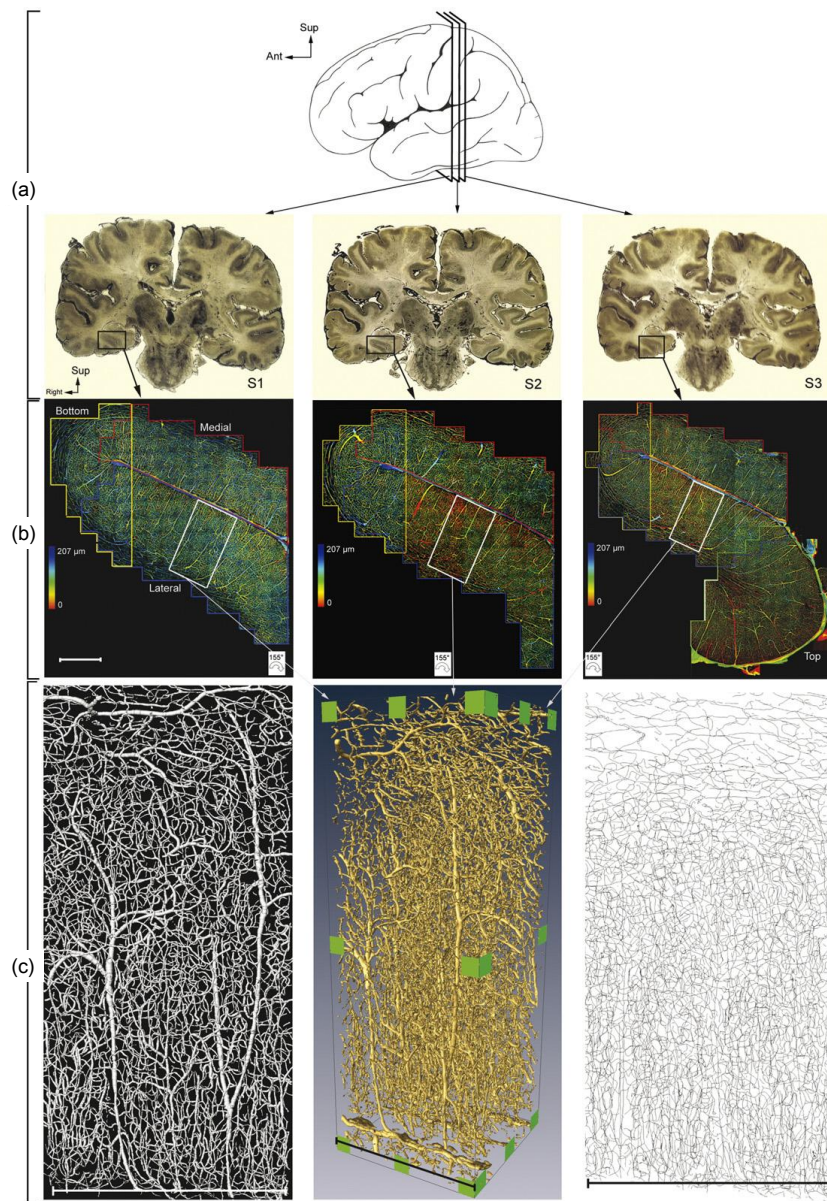 Sup
Ant
(a)
S1
S2
S3
Sup
Right
Bottom
Medial
207 µm
0
Lateral
155°
207 µm
0
155°
207 µm
0
155°
Top
(b)
(c)